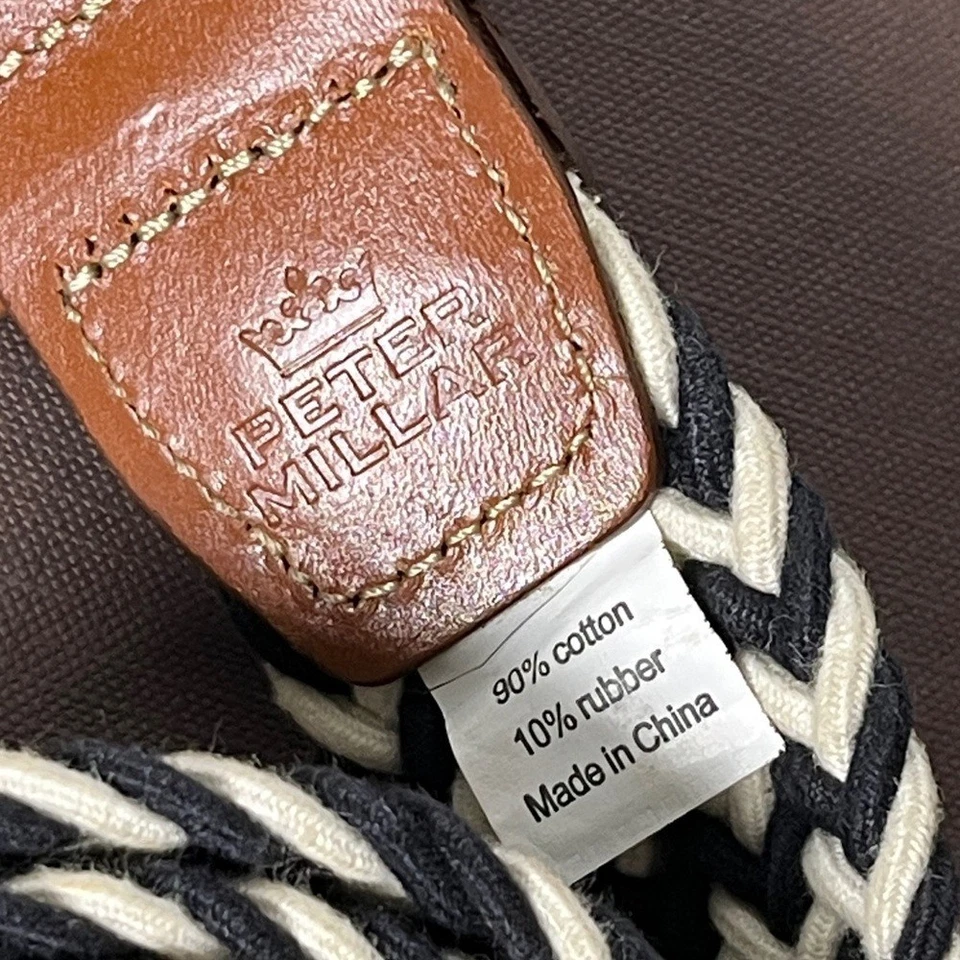 PETER
MILLAR
90% cotton
10% rubber
Made in China